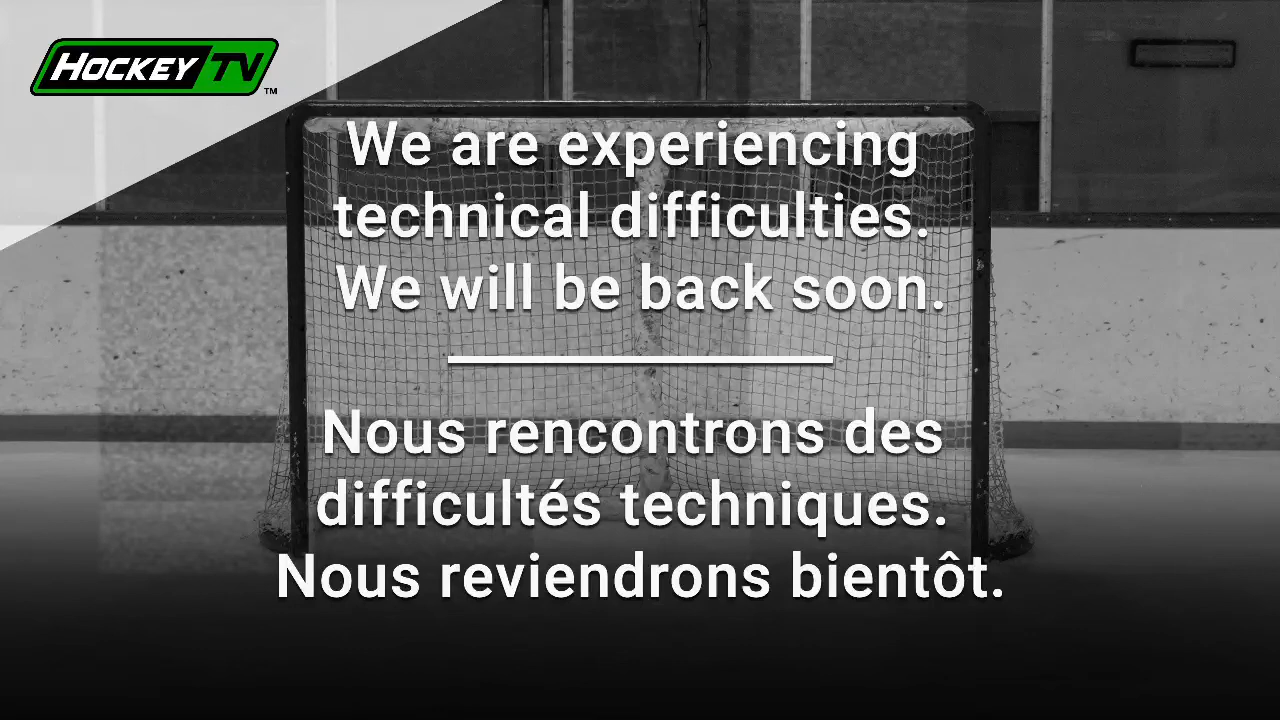 HOCKEY TV™
We are experiencing
technical difficulties.
We will be back soon.
Nous rencontrons des
difficultés techniques.
Nous reviendrons bientôt.